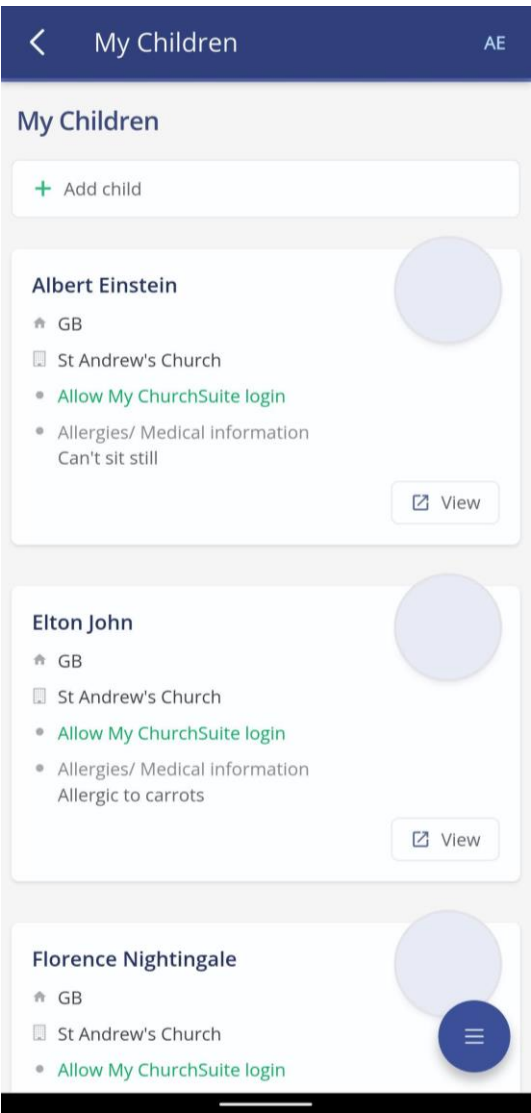 My Children
AE
My Children
+ Add child
Albert Einstein
GB
St Andrew's Church
Allow My ChurchSuite login
Allergies/ Medical information
Can't sit still
View
Elton John
GB
St Andrew's Church
Allow My ChurchSuite login
Allergies/ Medical information
Allergic to carrots
View
Florence Nightingale
GB
St Andrew's Church
Allow My ChurchSuite login